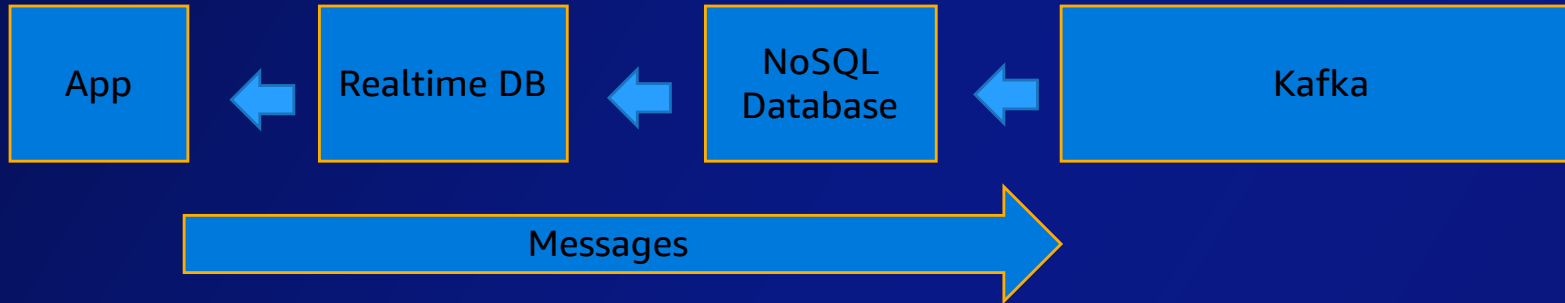 App
Realtime DB
NoSQL
Database
Kafka
Messages